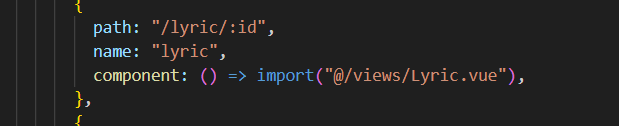 {
path: "/lyric/:id",
name: "lyric",
component: () => import("@/views/Lyric.vue"),
},
{